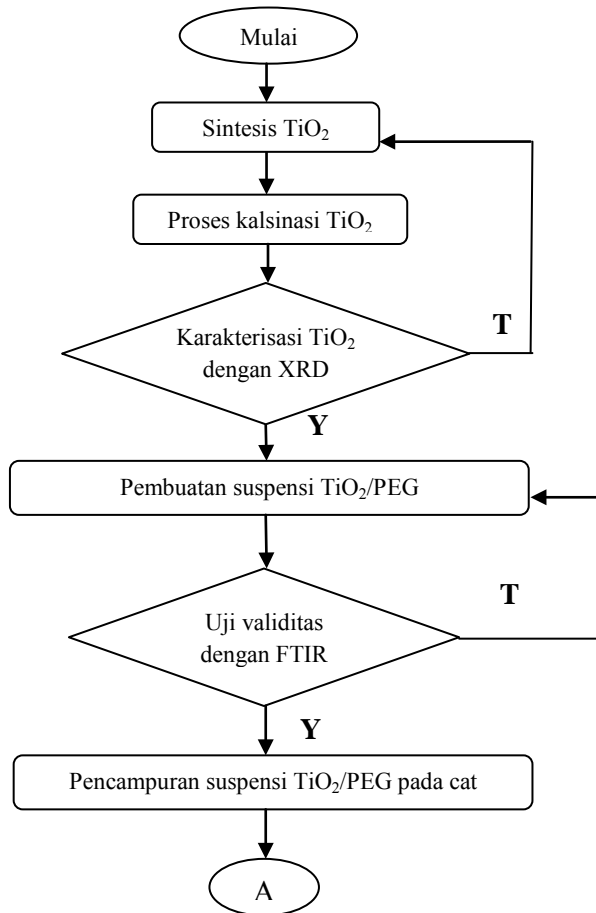 Mulai
Sintesis TiO₂
Proses kalsinasi TiO₂
Karakterisasi TiO₂
dengan XRD
T
Y
Pembuatan suspensi TiO₂/PEG
Uji validitas
dengan FTIR
T
Y
Pencampuran suspensi TiO₂/PEG pada cat
A